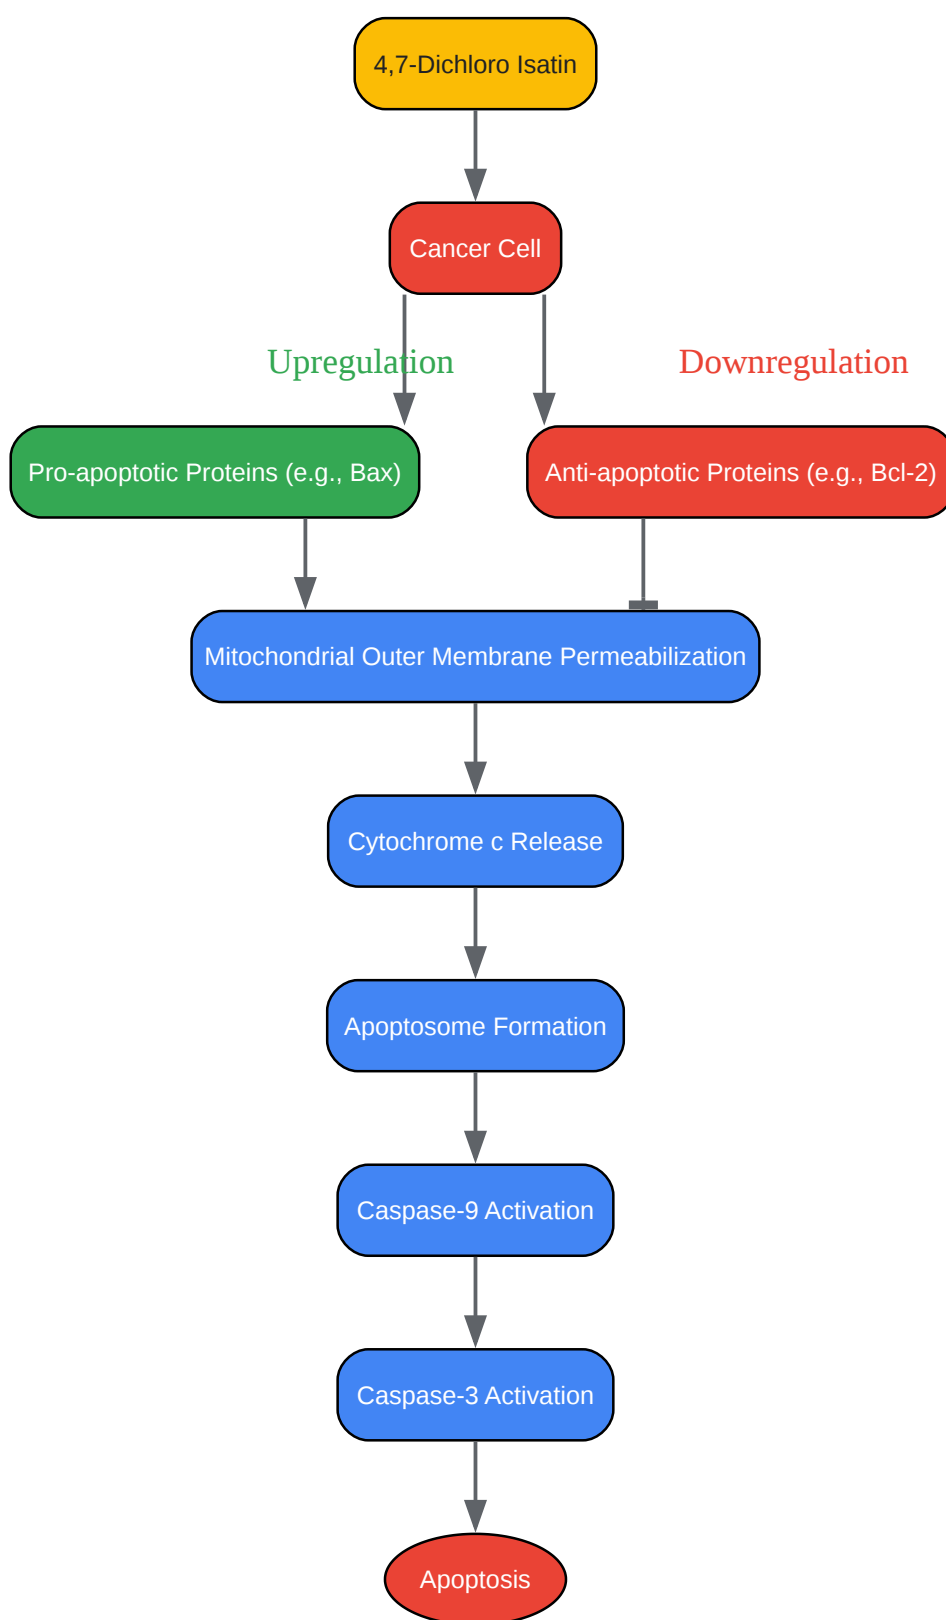 4,7-Dichloro Isatin
Cancer Cell
Upregulation
Downregulation
Pro-apoptotic Proteins (e.g., Bax)
Anti-apoptotic Proteins (e.g., Bcl-2)
Mitochondrial Outer Membrane Permeabilization
Cytochrome c Release
Apoptosome Formation
Caspase-9 Activation
Caspase-3 Activation
Apoptosis